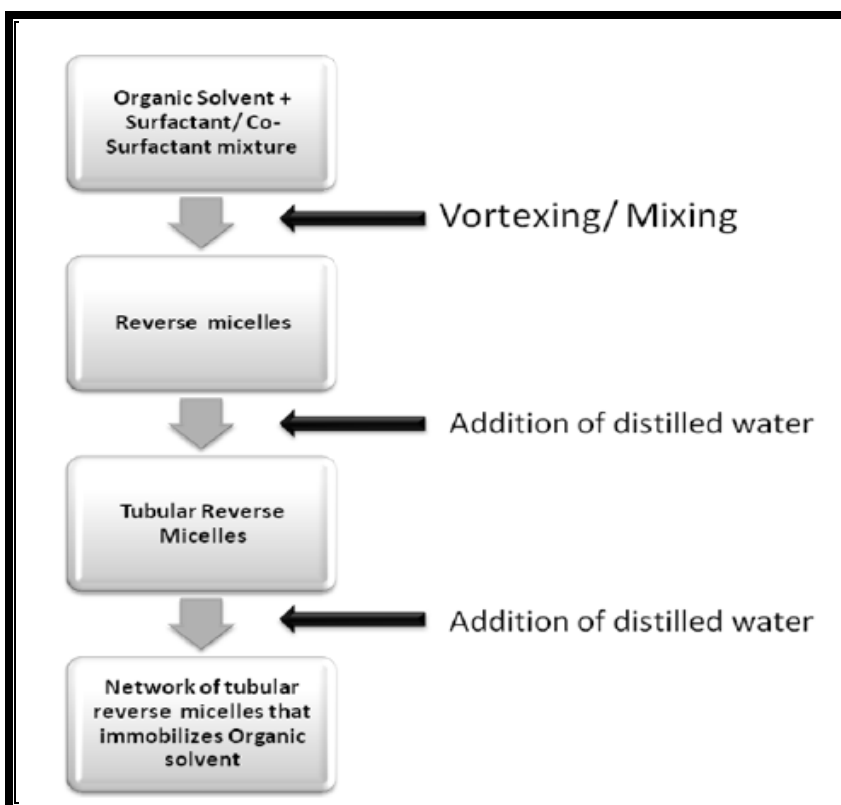 Organic Solvent +
Surfactant/ Co-
Surfactant mixture
Vortexing/ Mixing
Reverse micelles
Addition of distilled water
Tubular Reverse
Micelles
Addition of distilled water
Network of tubular
reverse micelles that
immobilizes Organic
solvent